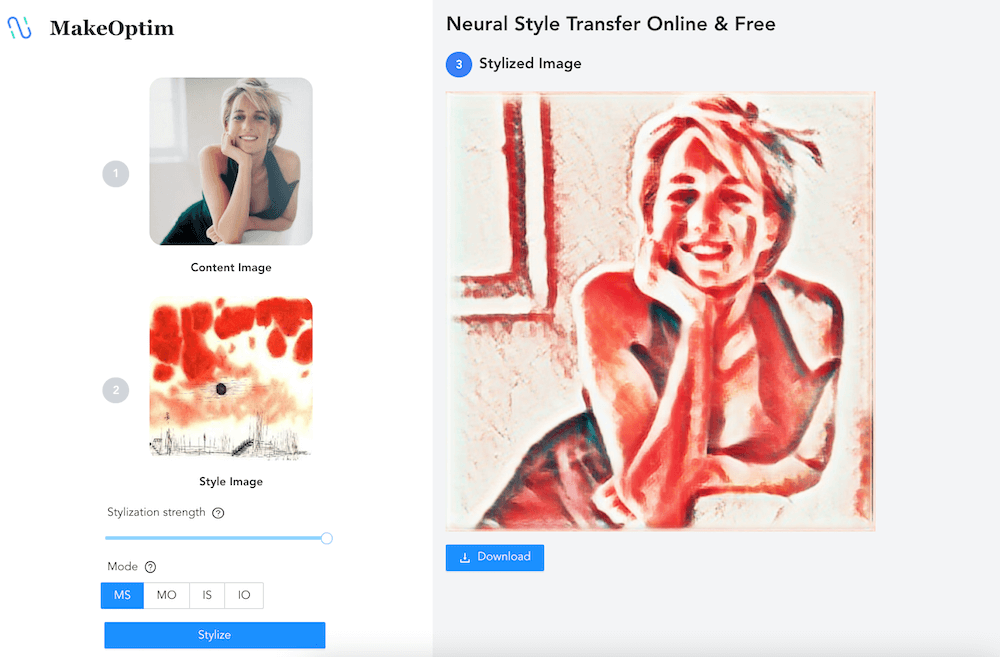 MakeOptim
1
Content Image
2
Style Image
Stylization strength ?
Mode ?
MS MO IS IO
Stylize
Neural Style Transfer Online & Free
3 Stylized Image
Download